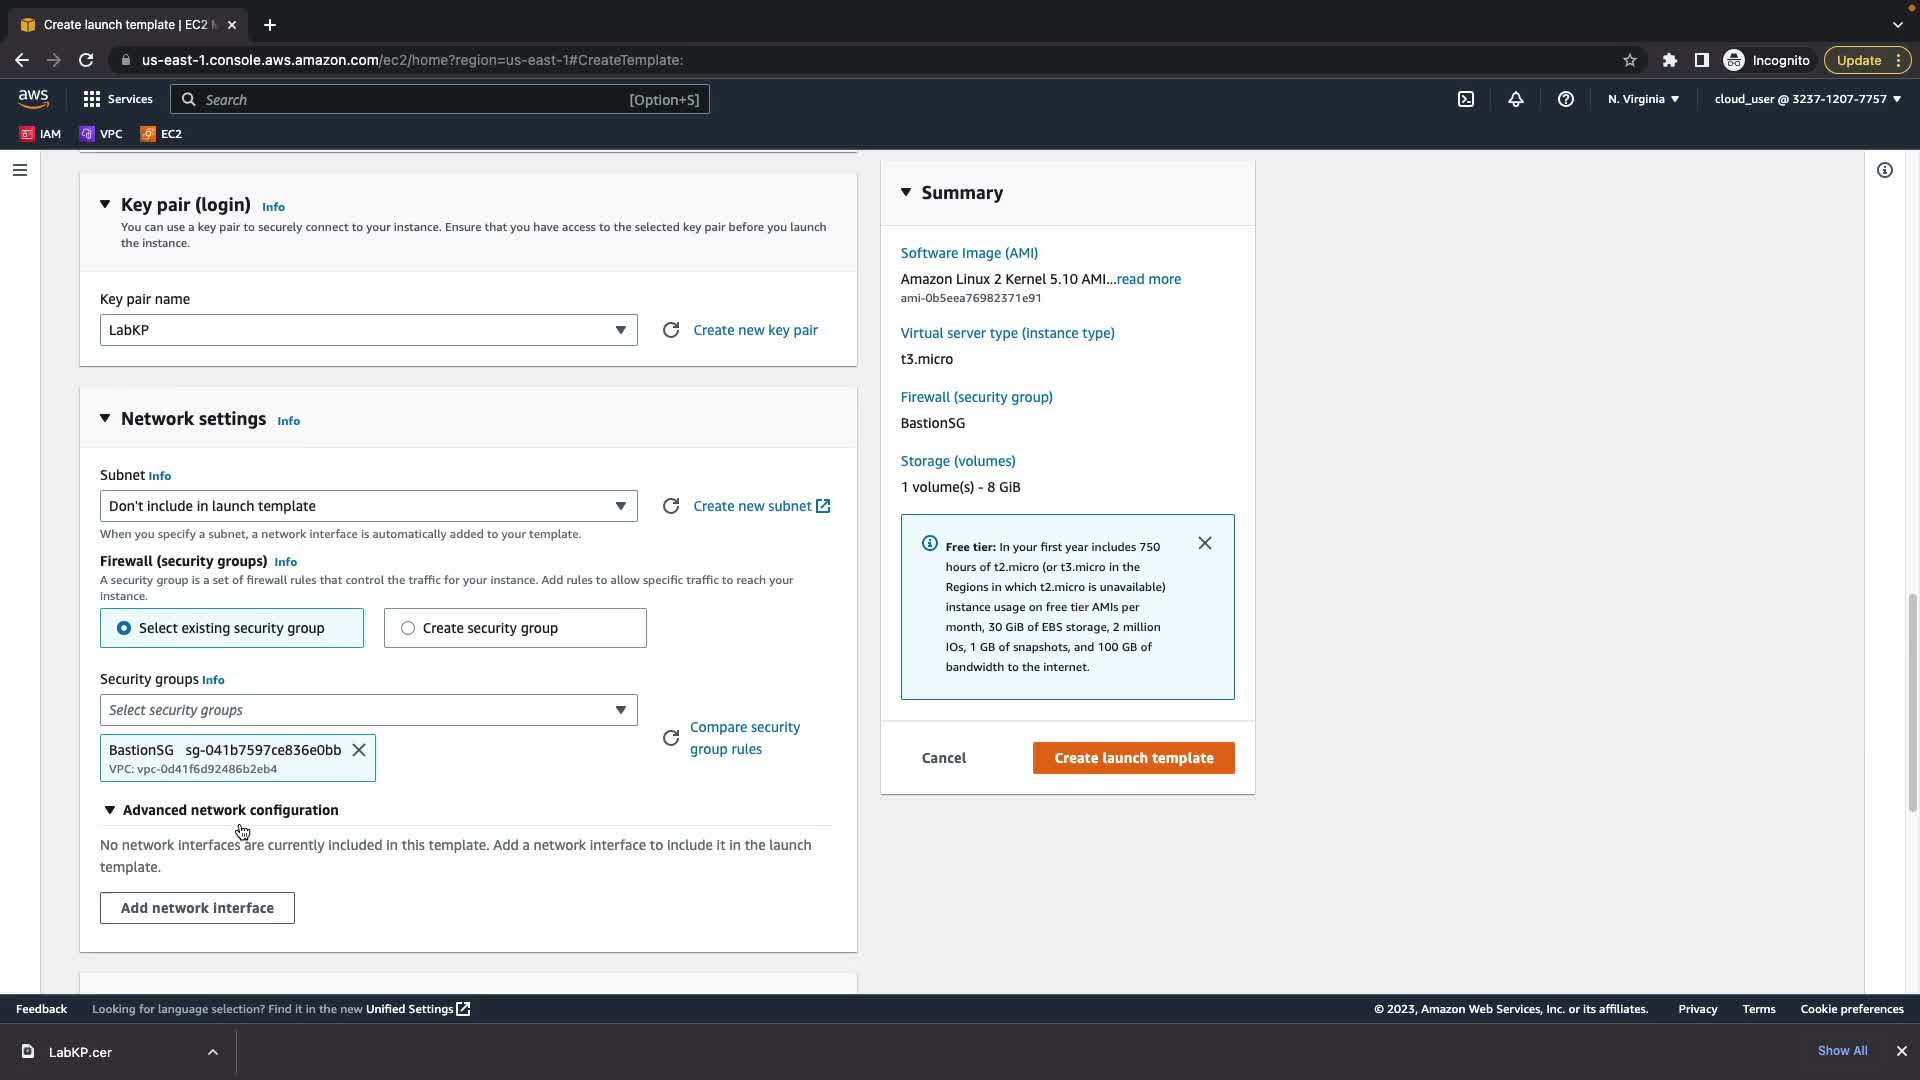 Create launch template | EC2 M
us-east-1.console.aws.amazon.com/ec2/home?region=us-east-1#CreateTemplate:
Incognito
Update
aws
Services
Search
[Option+S]
N. Virginia
cloud_user @ 3237-1207-7757
IAM
VPC
EC2
Key pair (login) Info
You can use a key pair to securely connect to your instance. Ensure that you have access to the selected key pair before you launch
the instance.
Key pair name
LabKP
Create new key pair
Network settings Info
Subnet Info
Don't include in launch template
Create new subnet
When you specify a subnet, a network interface is automatically added to your template.
Firewall (security groups) Info
A security group is a set of firewall rules that control the traffic for your instance. Add rules to allow specific traffic to reach your
instance.
Select existing security group
Create security group
Security groups Info
Select security groups
Compare security
group rules
BastionSG sg-041b7597ce836e0bb
VPC: vpc-0d41f6d92486b2eb4
Advanced network configuration
No network interfaces are currently included in this template. Add a network interface to include it in the launch
template.
Add network interface
Summary
Software Image (AMI)
Amazon Linux 2 Kernel 5.10 AMI...read more
ami-0b5eea76982371e91
Virtual server type (instance type)
t3.micro
Firewall (security group)
BastionSG
Storage (volumes)
1 volume(s) - 8 GiB
Free tier: In your first year includes 750
hours of t2.micro (or t3.micro in the
Regions in which t2.micro is unavailable)
instance usage on free tier AMIs per
month, 30 GiB of EBS storage, 2 million
IOs, 1 GB of snapshots, and 100 GB of
bandwidth to the internet.
Cancel
Create launch template
Feedback
Looking for language selection? Find it in the new Unified Settings
© 2023, Amazon Web Services, Inc. or its affiliates.
Privacy
Terms
Cookie preferences
LabKP.cer
Show All